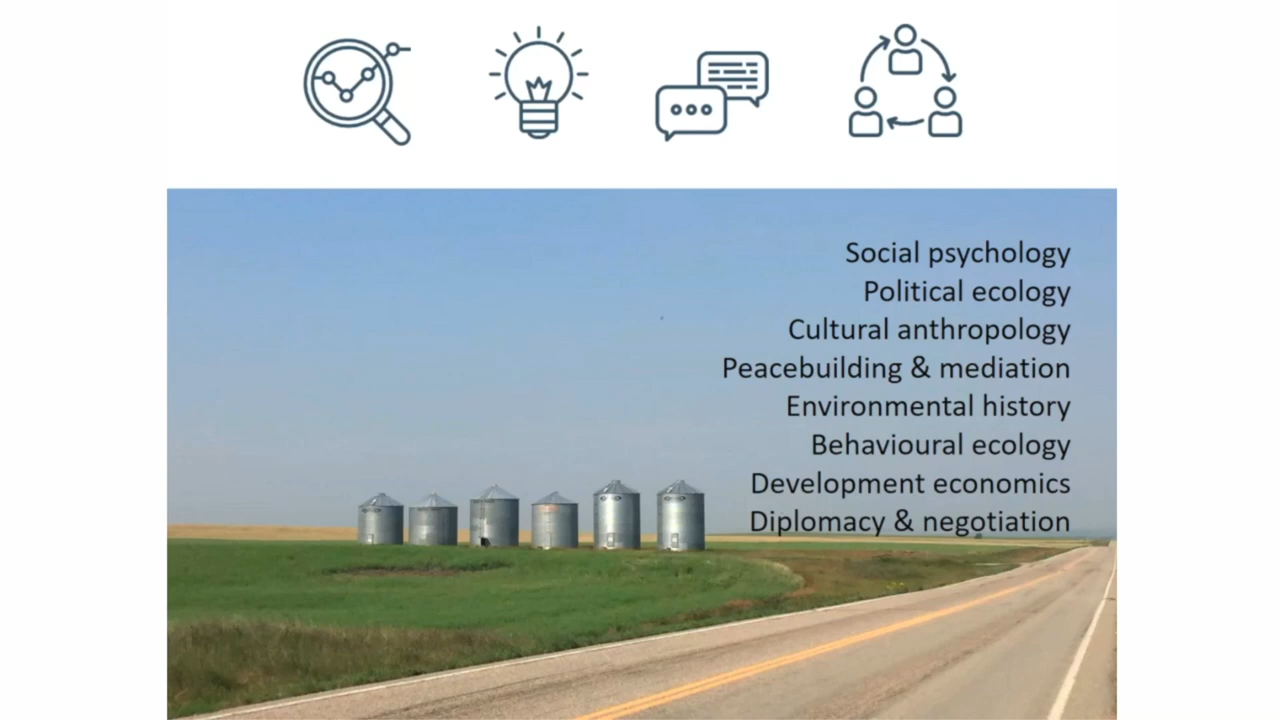 Social psychology
Political ecology
Cultural anthropology
Peacebuilding & mediation
Environmental history
Behavioural ecology
Development economics
Diplomacy & negotiation